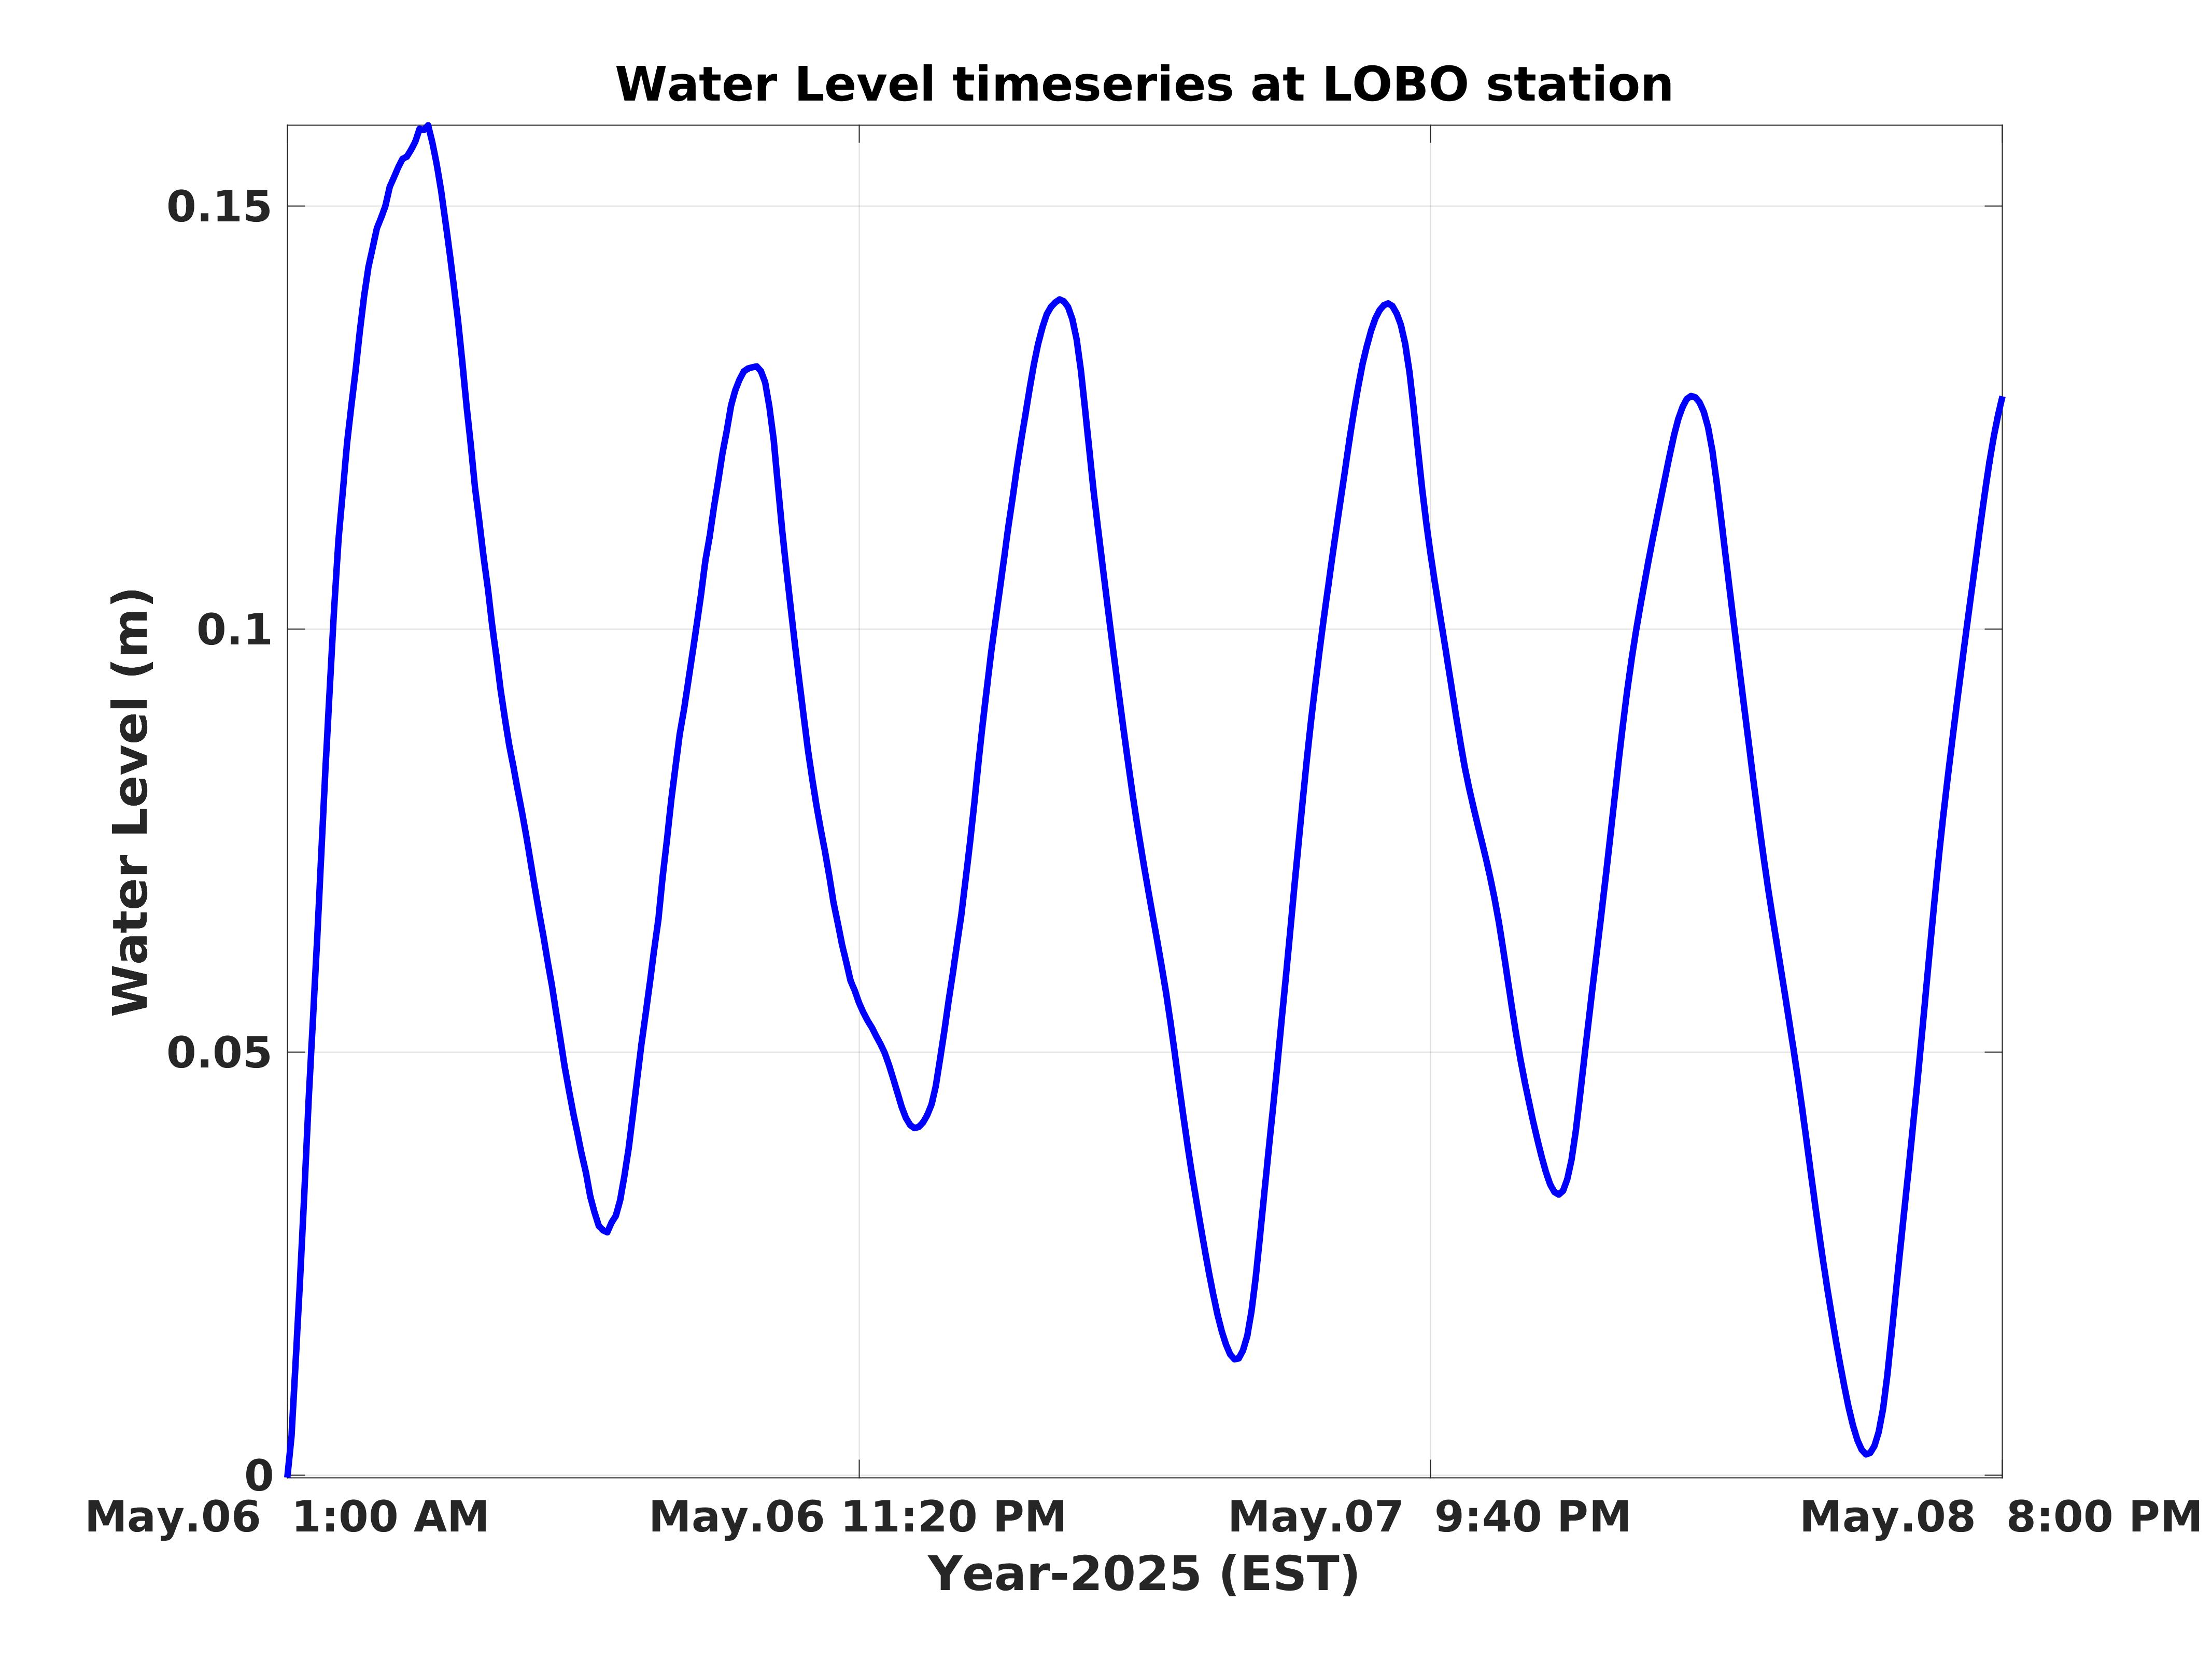 Water Level timeseries at LOBO station
0.15
0.1
0.05
0
Water Level (m)
May.06  1:00 AM
May.06 11:20 PM
May.07  9:40 PM
May.08  8:00 PM
Year-2025 (EST)